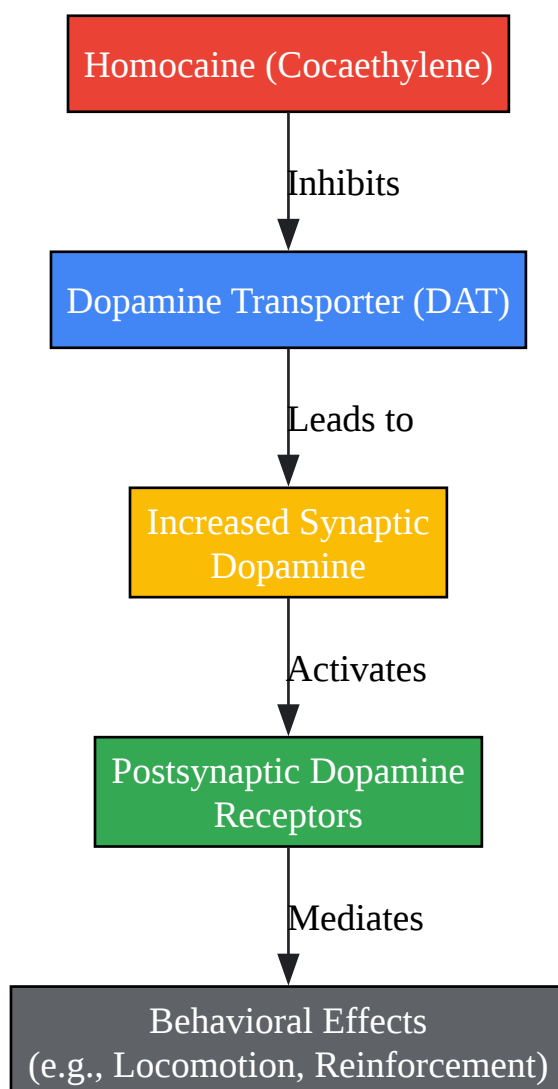 Homocaine (Cocaethylene)
Inhibits
Dopamine Transporter (DAT)
Leads to
Increased Synaptic
Dopamine
Activates
Postsynaptic Dopamine
Receptors
Mediates
Behavioral Effects
(e.g., Locomotion, Reinforcement)